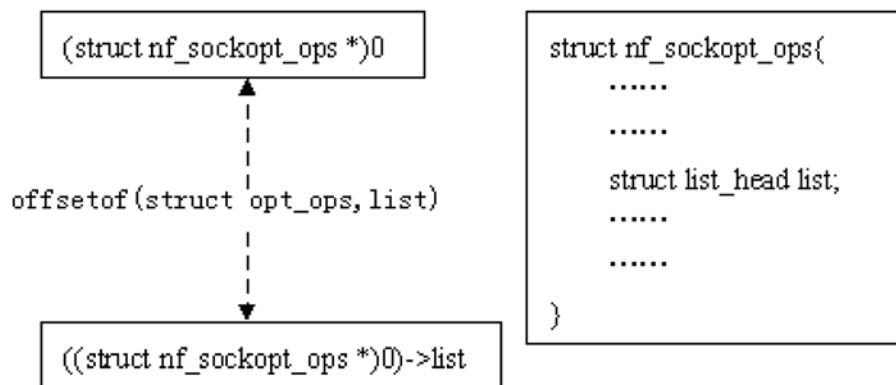 (struct nf_sockopt_ops *)0
offsetof(struct opt_ops,list)
((struct nf_sockopt_ops *)0)->list
struct nf_sockopt_ops{
……
……
struct list_head list;
……
……
}